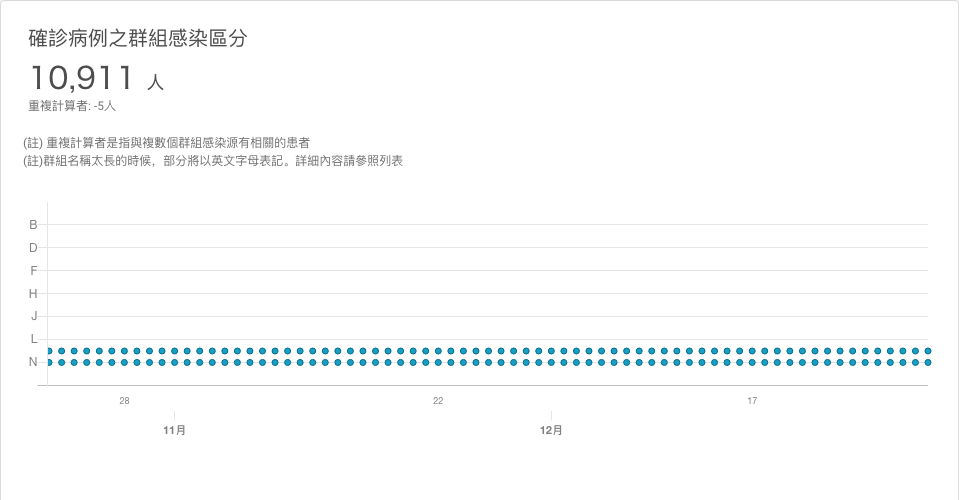 確診病例之群組感染區分
10,911 人
重複計算者: -5人
(註) 重複計算者是指與複數個群組感染源有相關的患者
(註)群組名稱太長的時候，部分將以英文字母表記。詳細內容請參照列表
B
D
F
H
J
L
N
28
22
17
11月
12月